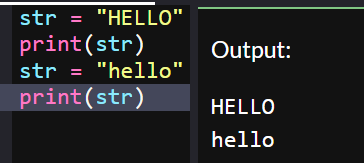 str = "HELLO"
print(str)
str = "hello"
print(str)
Output:
HELLO
hello